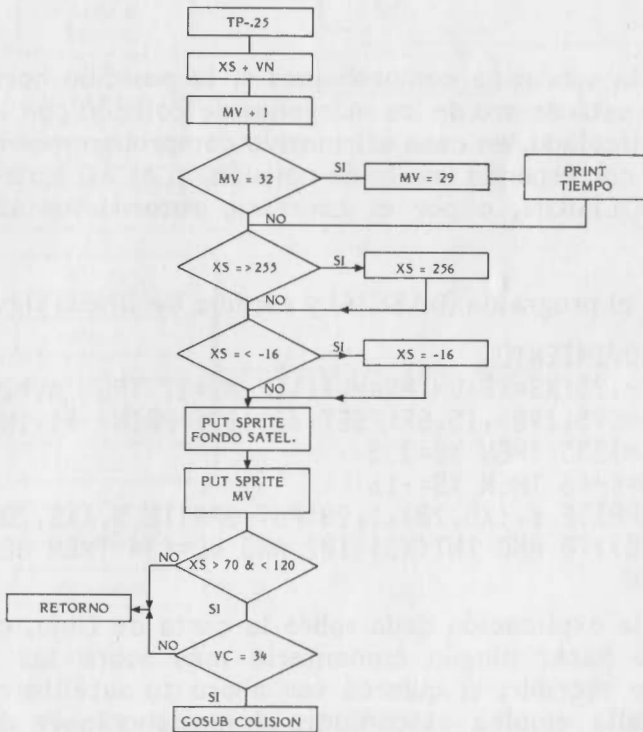 TP-.25
XS + VN
MV + 1
MV = 32
SI
MV = 29
PRINT
TIEMPO
NO
XS =>255
SI
XS = 256
NO
XS =< -16
SI
XS = -16
NO
PUT SPRITE
FONDO SATEL.
PUT SPRITE
MV
NO
XS > 70 & < 120
RETORNO
SI
NO
VC = 34
SI
GOSUB COLISION